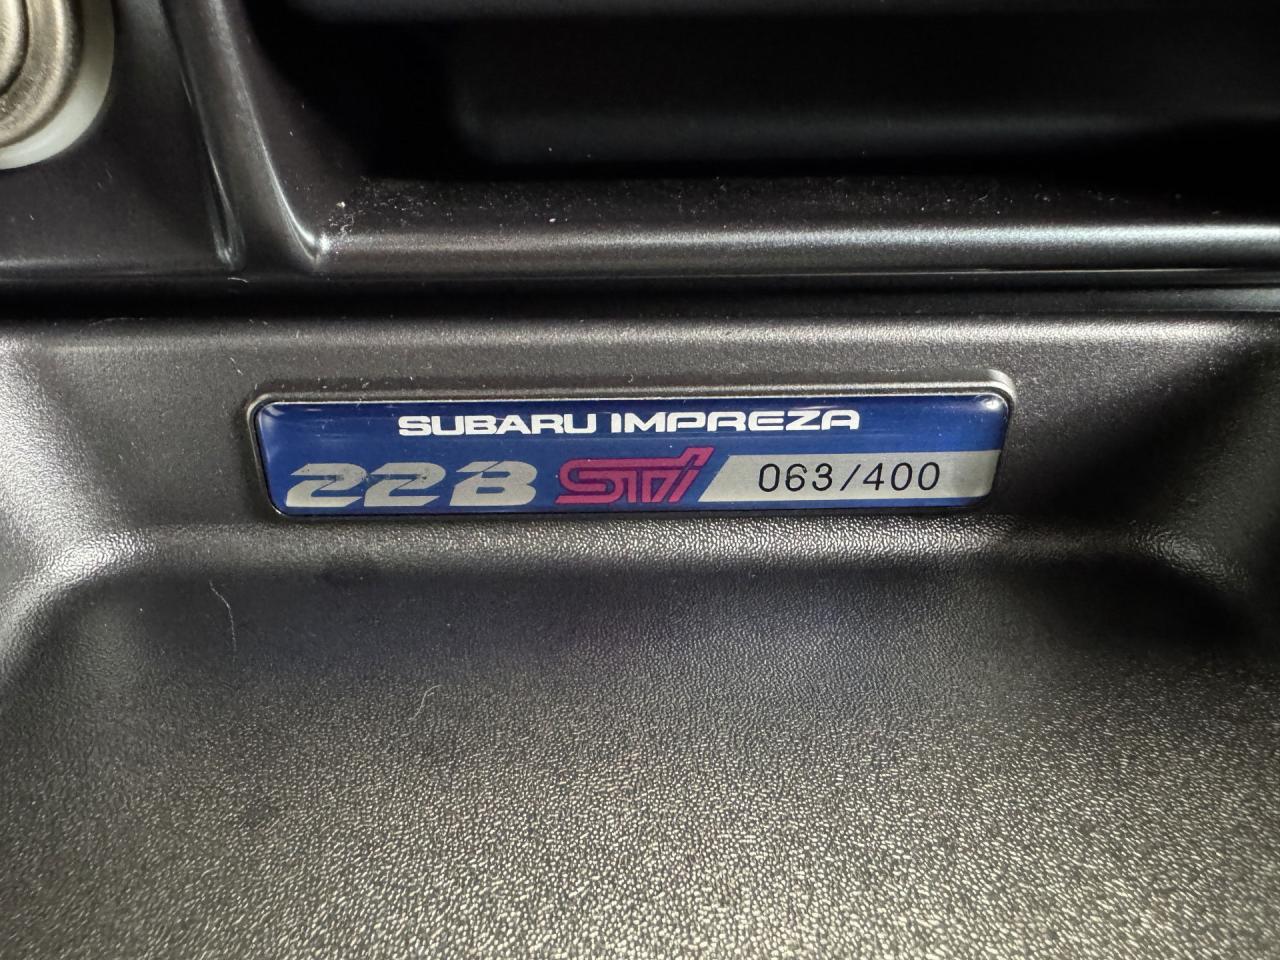 SUBARU IMPREZA
22B STi 063/400